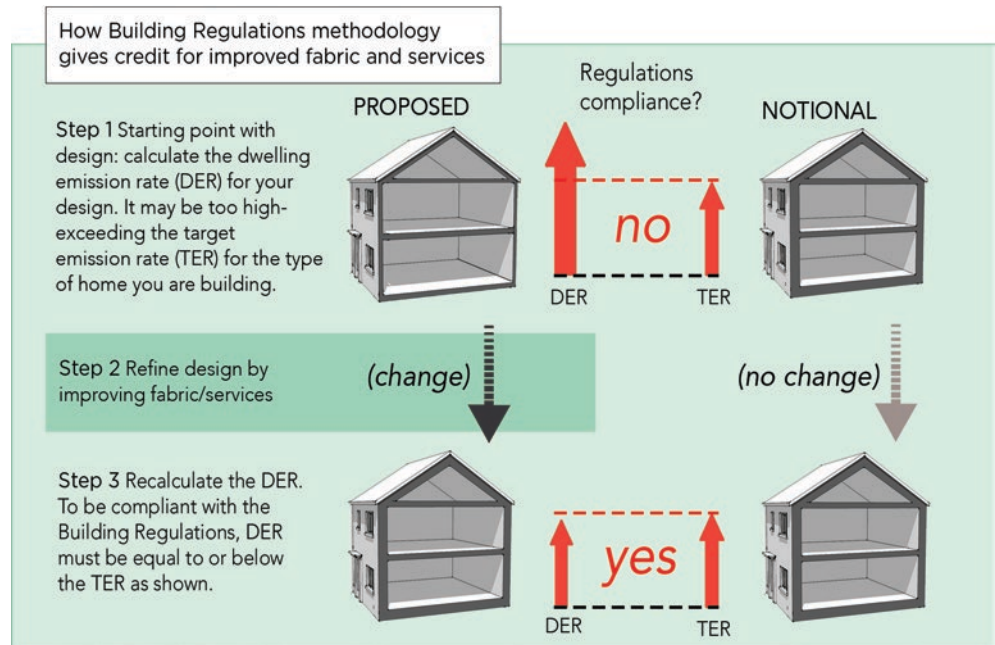 How Building Regulations methodology
gives credit for improved fabric and services
Regulations
compliance?
PROPOSED
NOTIONAL
Step 1 Starting point with
design: calculate the dwelling
emission rate (DER) for your
design. It may be too high-
exceeding the target
emission rate (TER) for the type
of home you are building.
no
DER
TER
Step 2 Refine design by
improving fabric/services
(change)
(no change)
Step 3 Recalculate the DER.
To be compliant with the
Building Regulations, DER
must be equal to or below
the TER as shown.
yes
DER
TER